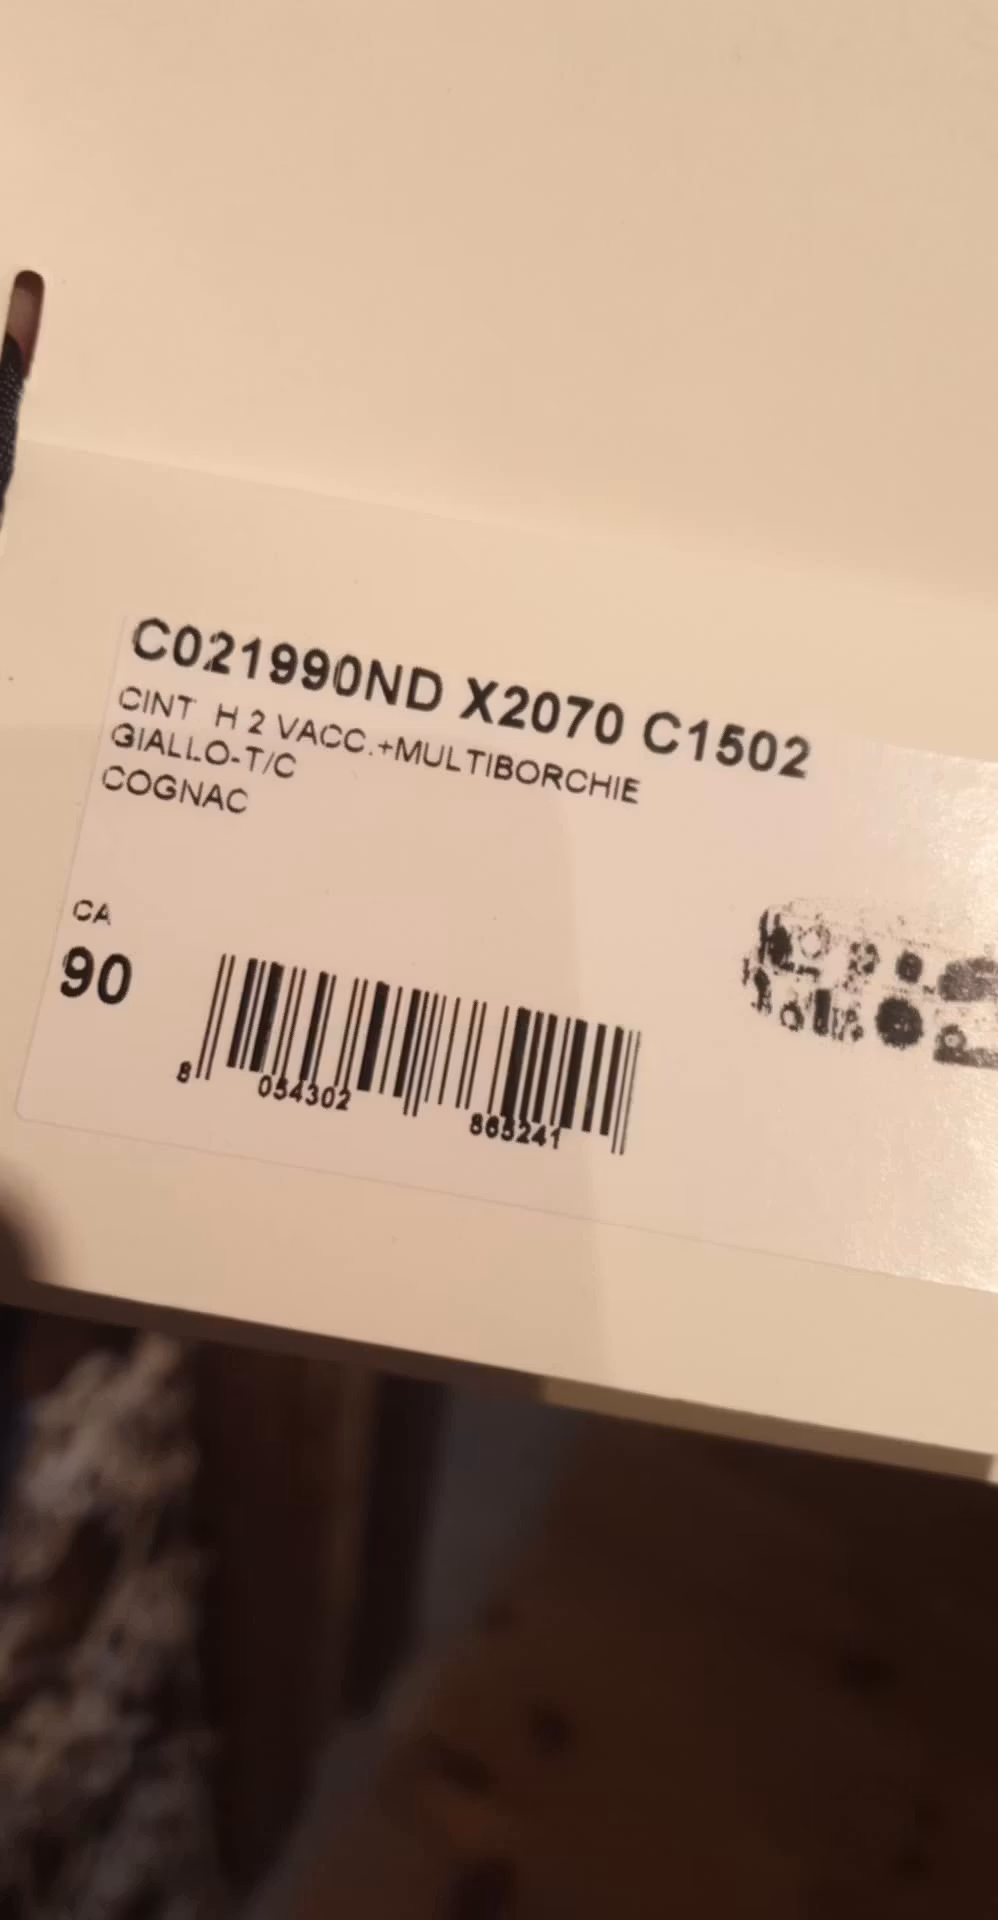 C021990ND X2070 C1502
CINT H 2 VACC.+MULTIBORCHIE
GIALLO-T/C
COGNAC
CA
90
8 054302 865241